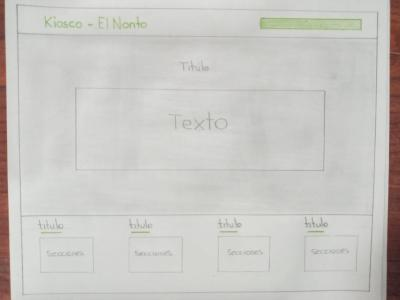 Kiosco - El Nonto
Titulo
Texto
titulo titulo titulo titulo
Secciones Secciones Secciones Secciones